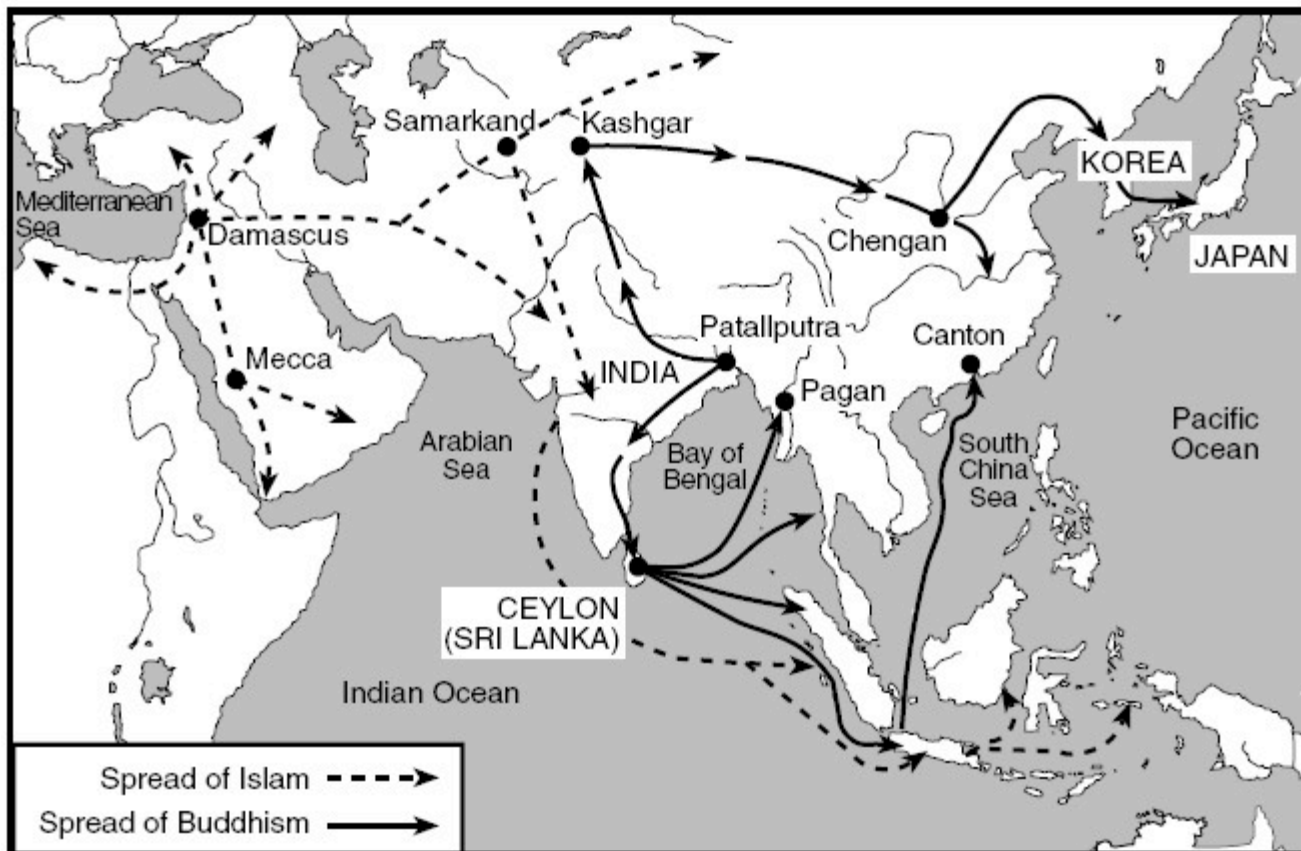 Samarkand
Kashgar
KOREA
Mediterranean
Sea
Damascus
Chengan
JAPAN
Patallputra
Canton
Mecca
INDIA
Pagan
Arabian
Sea
Bay of
Bengal
South
China
Sea
Pacific
Ocean
CEYLON
(SRI LANKA)
Indian Ocean
Spread of Islam
Spread of Buddhism